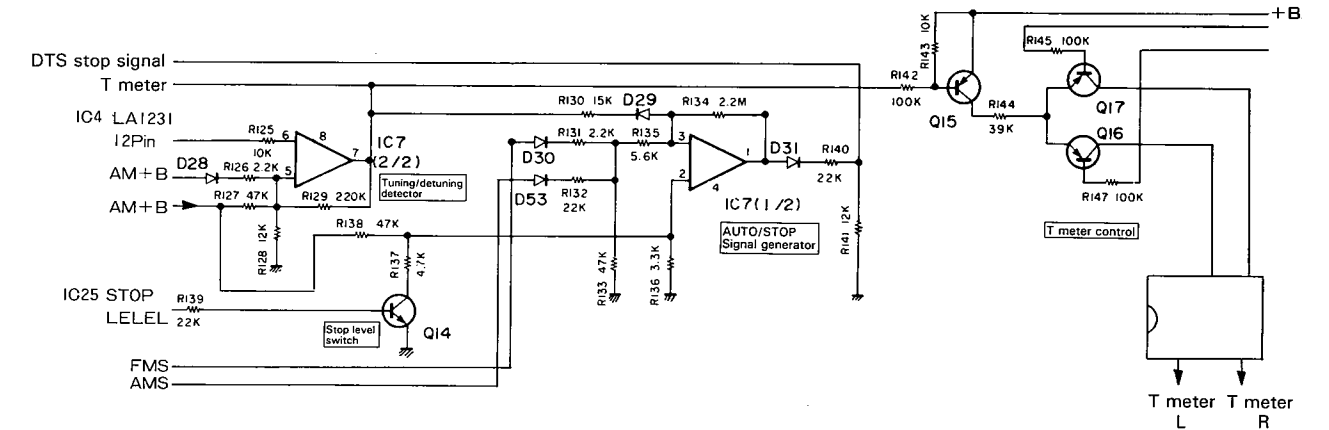 +B
DTS stop signal
T meter
R143 10K
R145 100K
R142
100K
Q15
R144
39K
Q17
Q16
R147 100K
IC4 LA1231
12Pin
R125
10K
6
8
7
5
IC7
(2/2)
Tuning/detuning
detector
D28
R126 2.2K
AM+B
R127 47K
R129 220K
AM+B
R128 12K
R130 15K
D29
R134 2.2M
R131 2.2K
R135
5.6K
D30
3
1
2
4
D31
R140
22K
D53
R132
22K
IC7(1/2)
AUTO/STOP
Signal generator
R141 12K
R138 47K
R137
4.7K
R133 47K
R136 3.3K
T meter control
IC25 STOP
LELEL
R139
22K
Stop level
switch
Q14
FMS
AMS
T meter
L
T meter
R